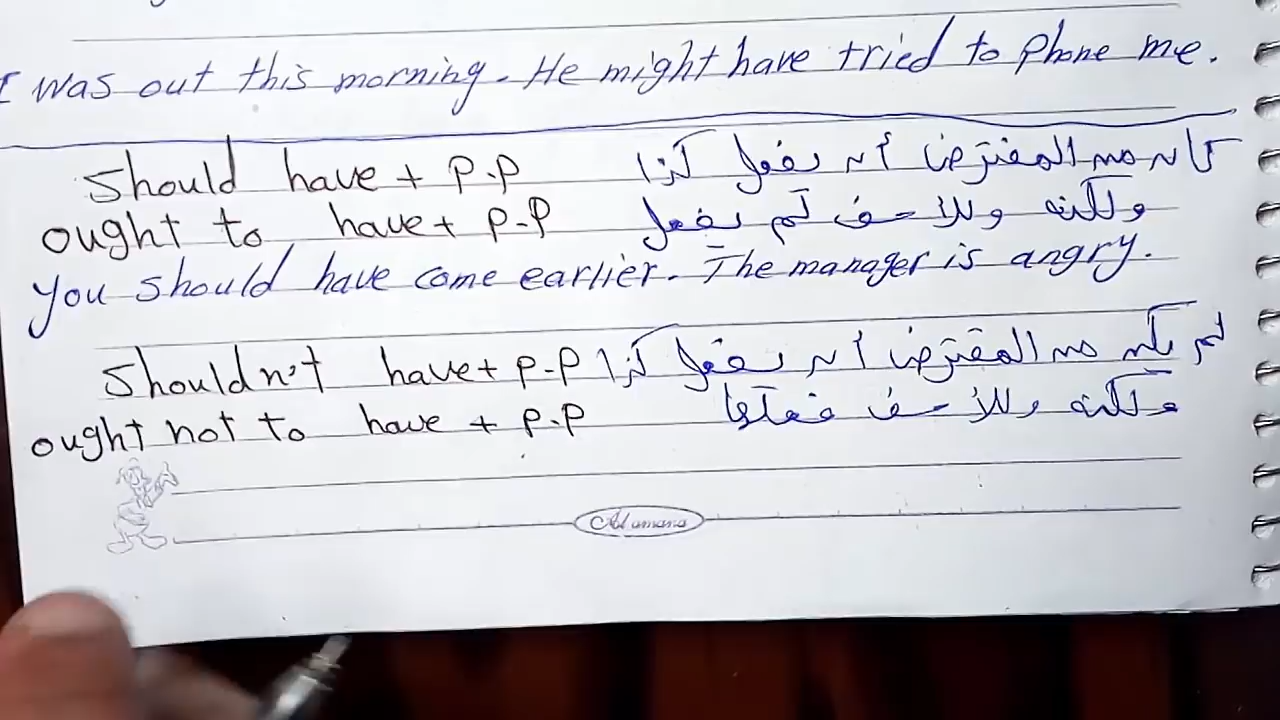 I was out this morning. He might have tried to phone me.
Should have + p.p كان من المفترض أن يفعل كذا
ought to have + p.p ولكنه وللأسف لم يفعل
You should have come earlier. The manager is angry.
Shouldn't have + p.p لم يكن من المفترض أن يفعل كذا
ought not to have + p.p ولكنه وللأسف فعلها